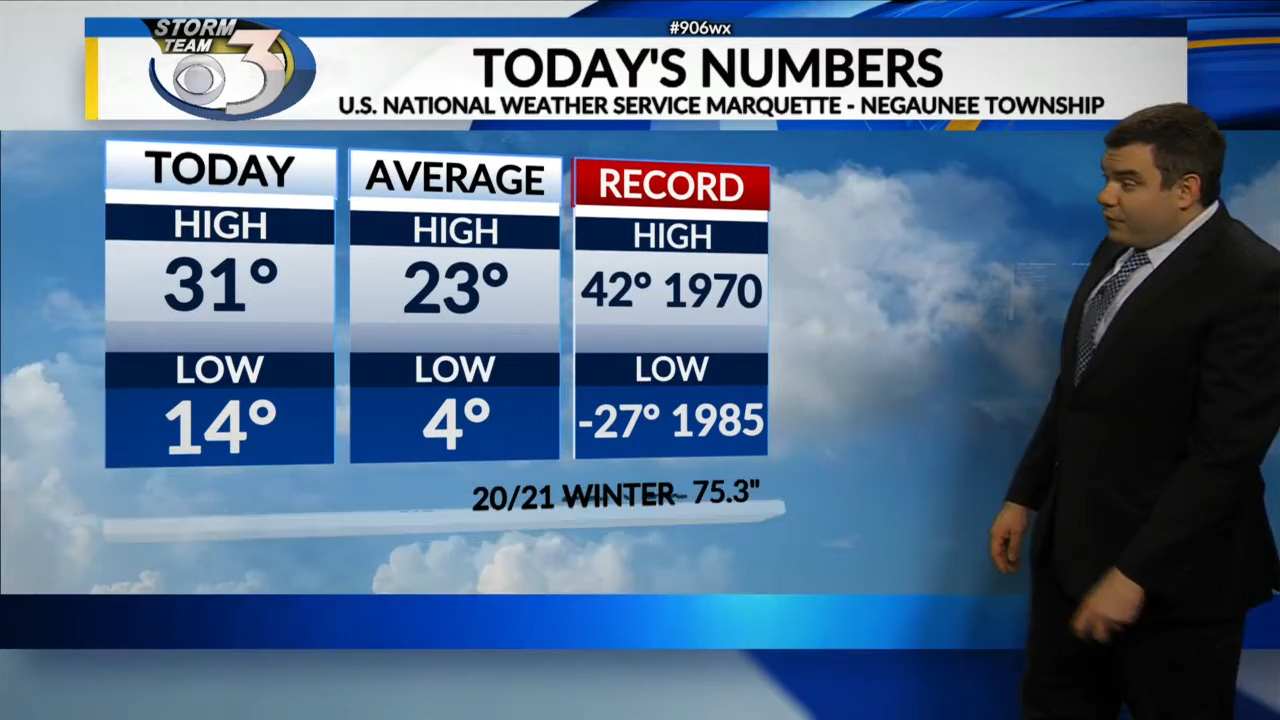 #906wx
STORM
TEAM
3
TODAY'S NUMBERS
U.S. NATIONAL WEATHER SERVICE MARQUETTE - NEGAUNEE TOWNSHIP
TODAY
HIGH
31°
LOW
14°
AVERAGE
HIGH
23°
LOW
4°
RECORD
HIGH
42° 1970
LOW
-27° 1985
20/21 WINTER 75.3"